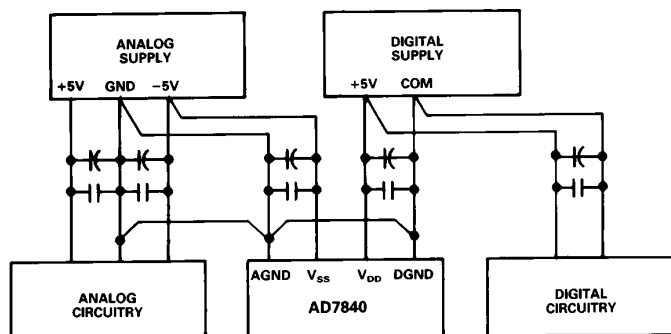 ANALOG
SUPPLY
+5V GND −5V
DIGITAL
SUPPLY
+5V COM
AGND VSS VDD DGND
AD7840
ANALOG
CIRCUITRY
DIGITAL
CIRCUITRY